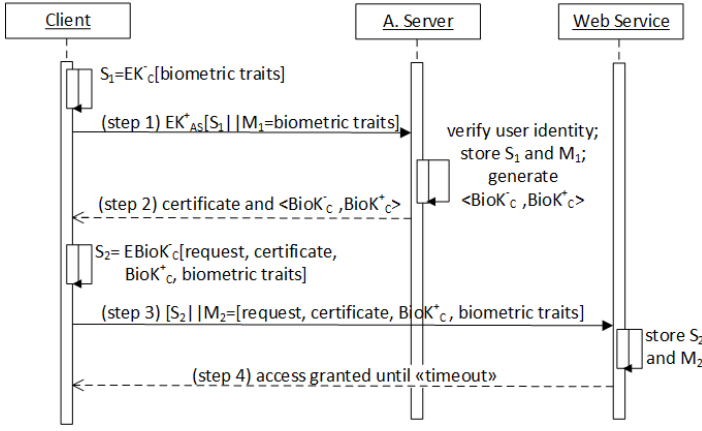 Client
A. Server
Web Service
S₁=EK⁻C[biometric traits]
(step 1) EK⁺AS[S₁||M₁=biometric traits]
verify user identity;
store S₁ and M₁;
generate
<BioK⁻C ,BioK⁺C>
(step 2) certificate and <BioK⁻C ,BioK⁺C>
S₂= EBioK⁻C[request, certificate,
BioK⁺C, biometric traits]
(step 3) [S₂||M₂=[request, certificate, BioK⁺C, biometric traits]
store S₂
and M₂
(step 4) access granted until «timeout»